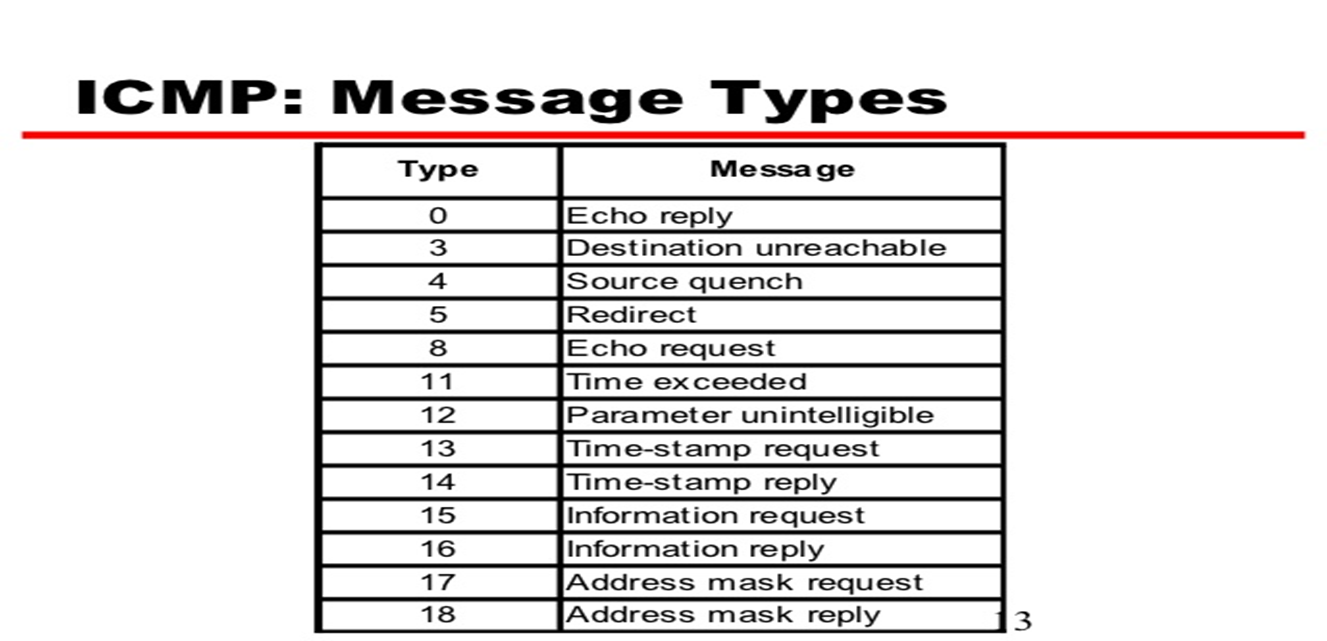 ICMP: Message Types
Type Message
0 Echo reply
3 Destination unreachable
4 Source quench
5 Redirect
8 Echo request
11 Time exceeded
12 Parameter unintelligible
13 Time-stamp request
14 Time-stamp reply
15 Information request
16 Information reply
17 Address mask request
18 Address mask reply
13